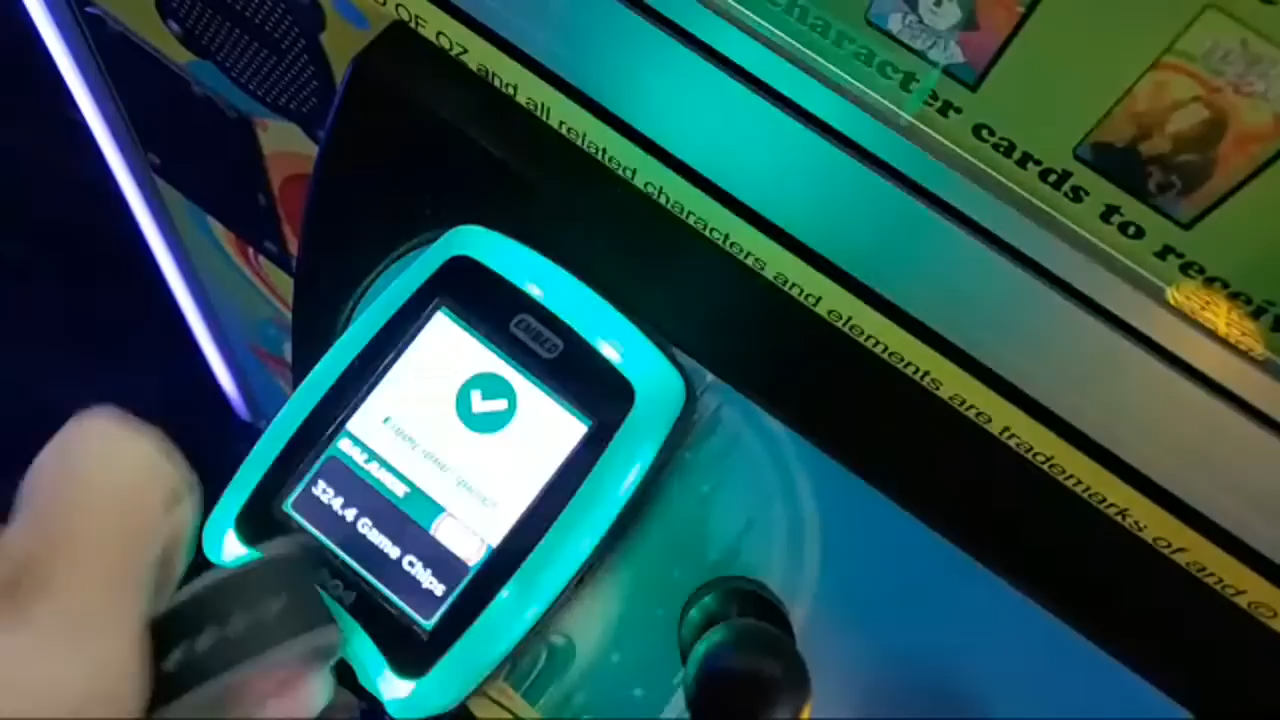 OF OZ and all related characters and elements are trademarks of and ©
character cards to receiv
EMBED
BALANCE
324.4 Game Chips